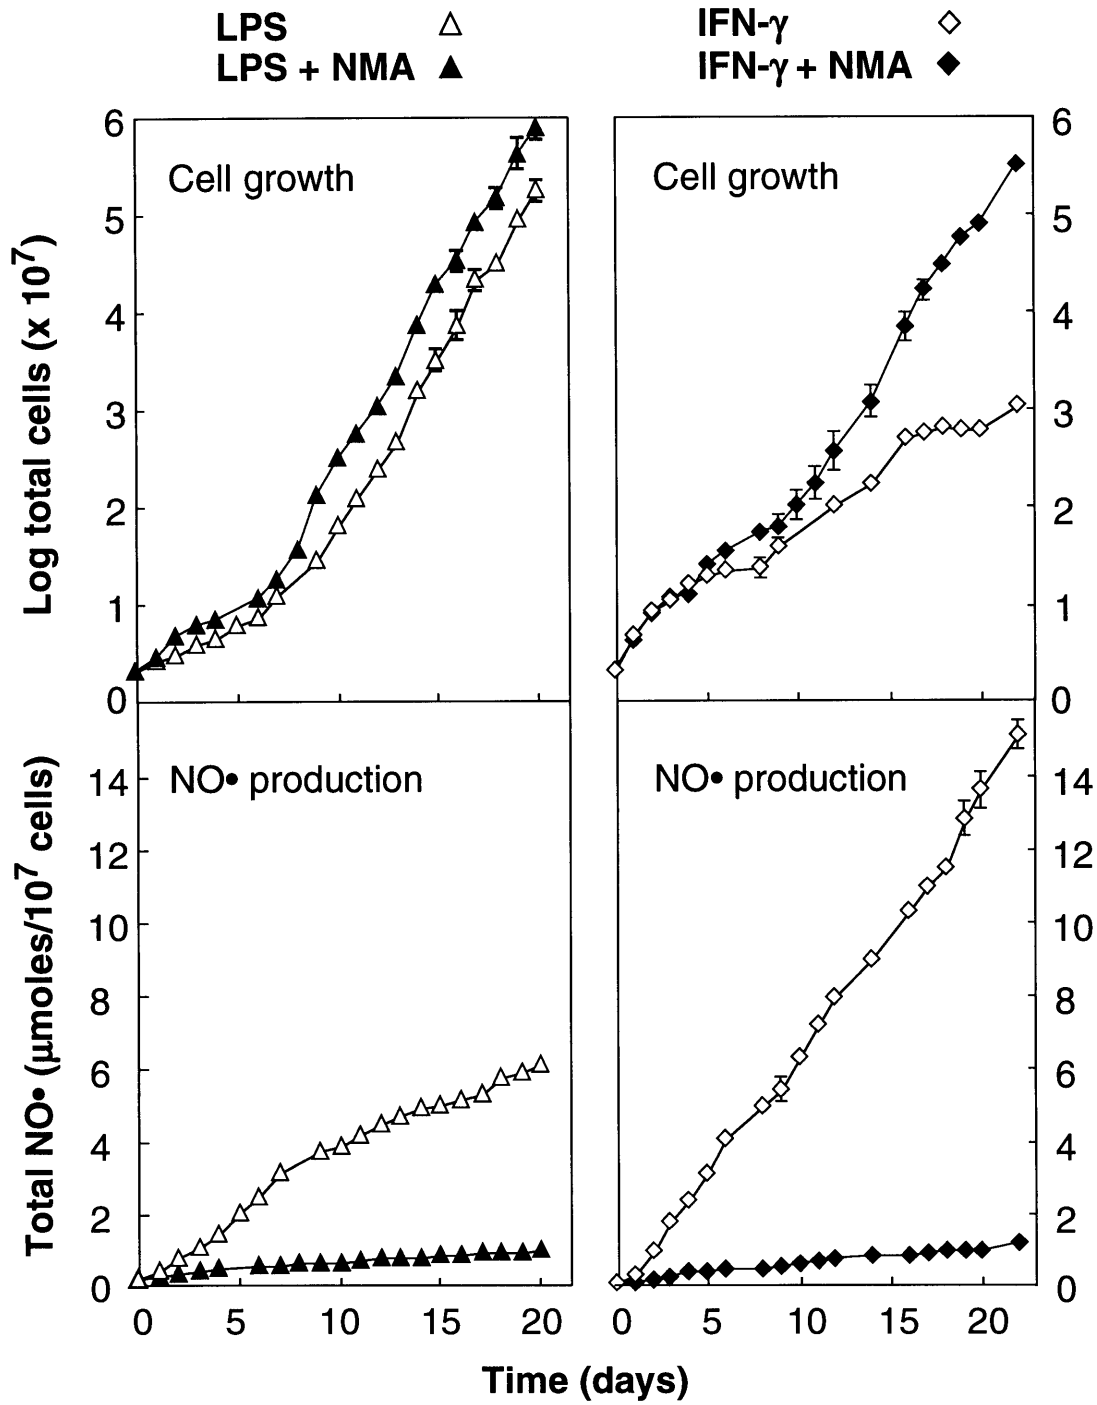 LPS △
LPS + NMA ▲
IFN-γ ◇
IFN-γ + NMA ◆
Cell growth
Cell growth
Log total cells (x 10⁷)
6
5
4
3
2
1
0
6
5
4
3
2
1
0
NO• production
NO• production
Total NO• (µmoles/10⁷ cells)
14
12
10
8
6
4
2
0
14
12
10
8
6
4
2
0
0 5 10 15 20
0 5 10 15 20
Time (days)